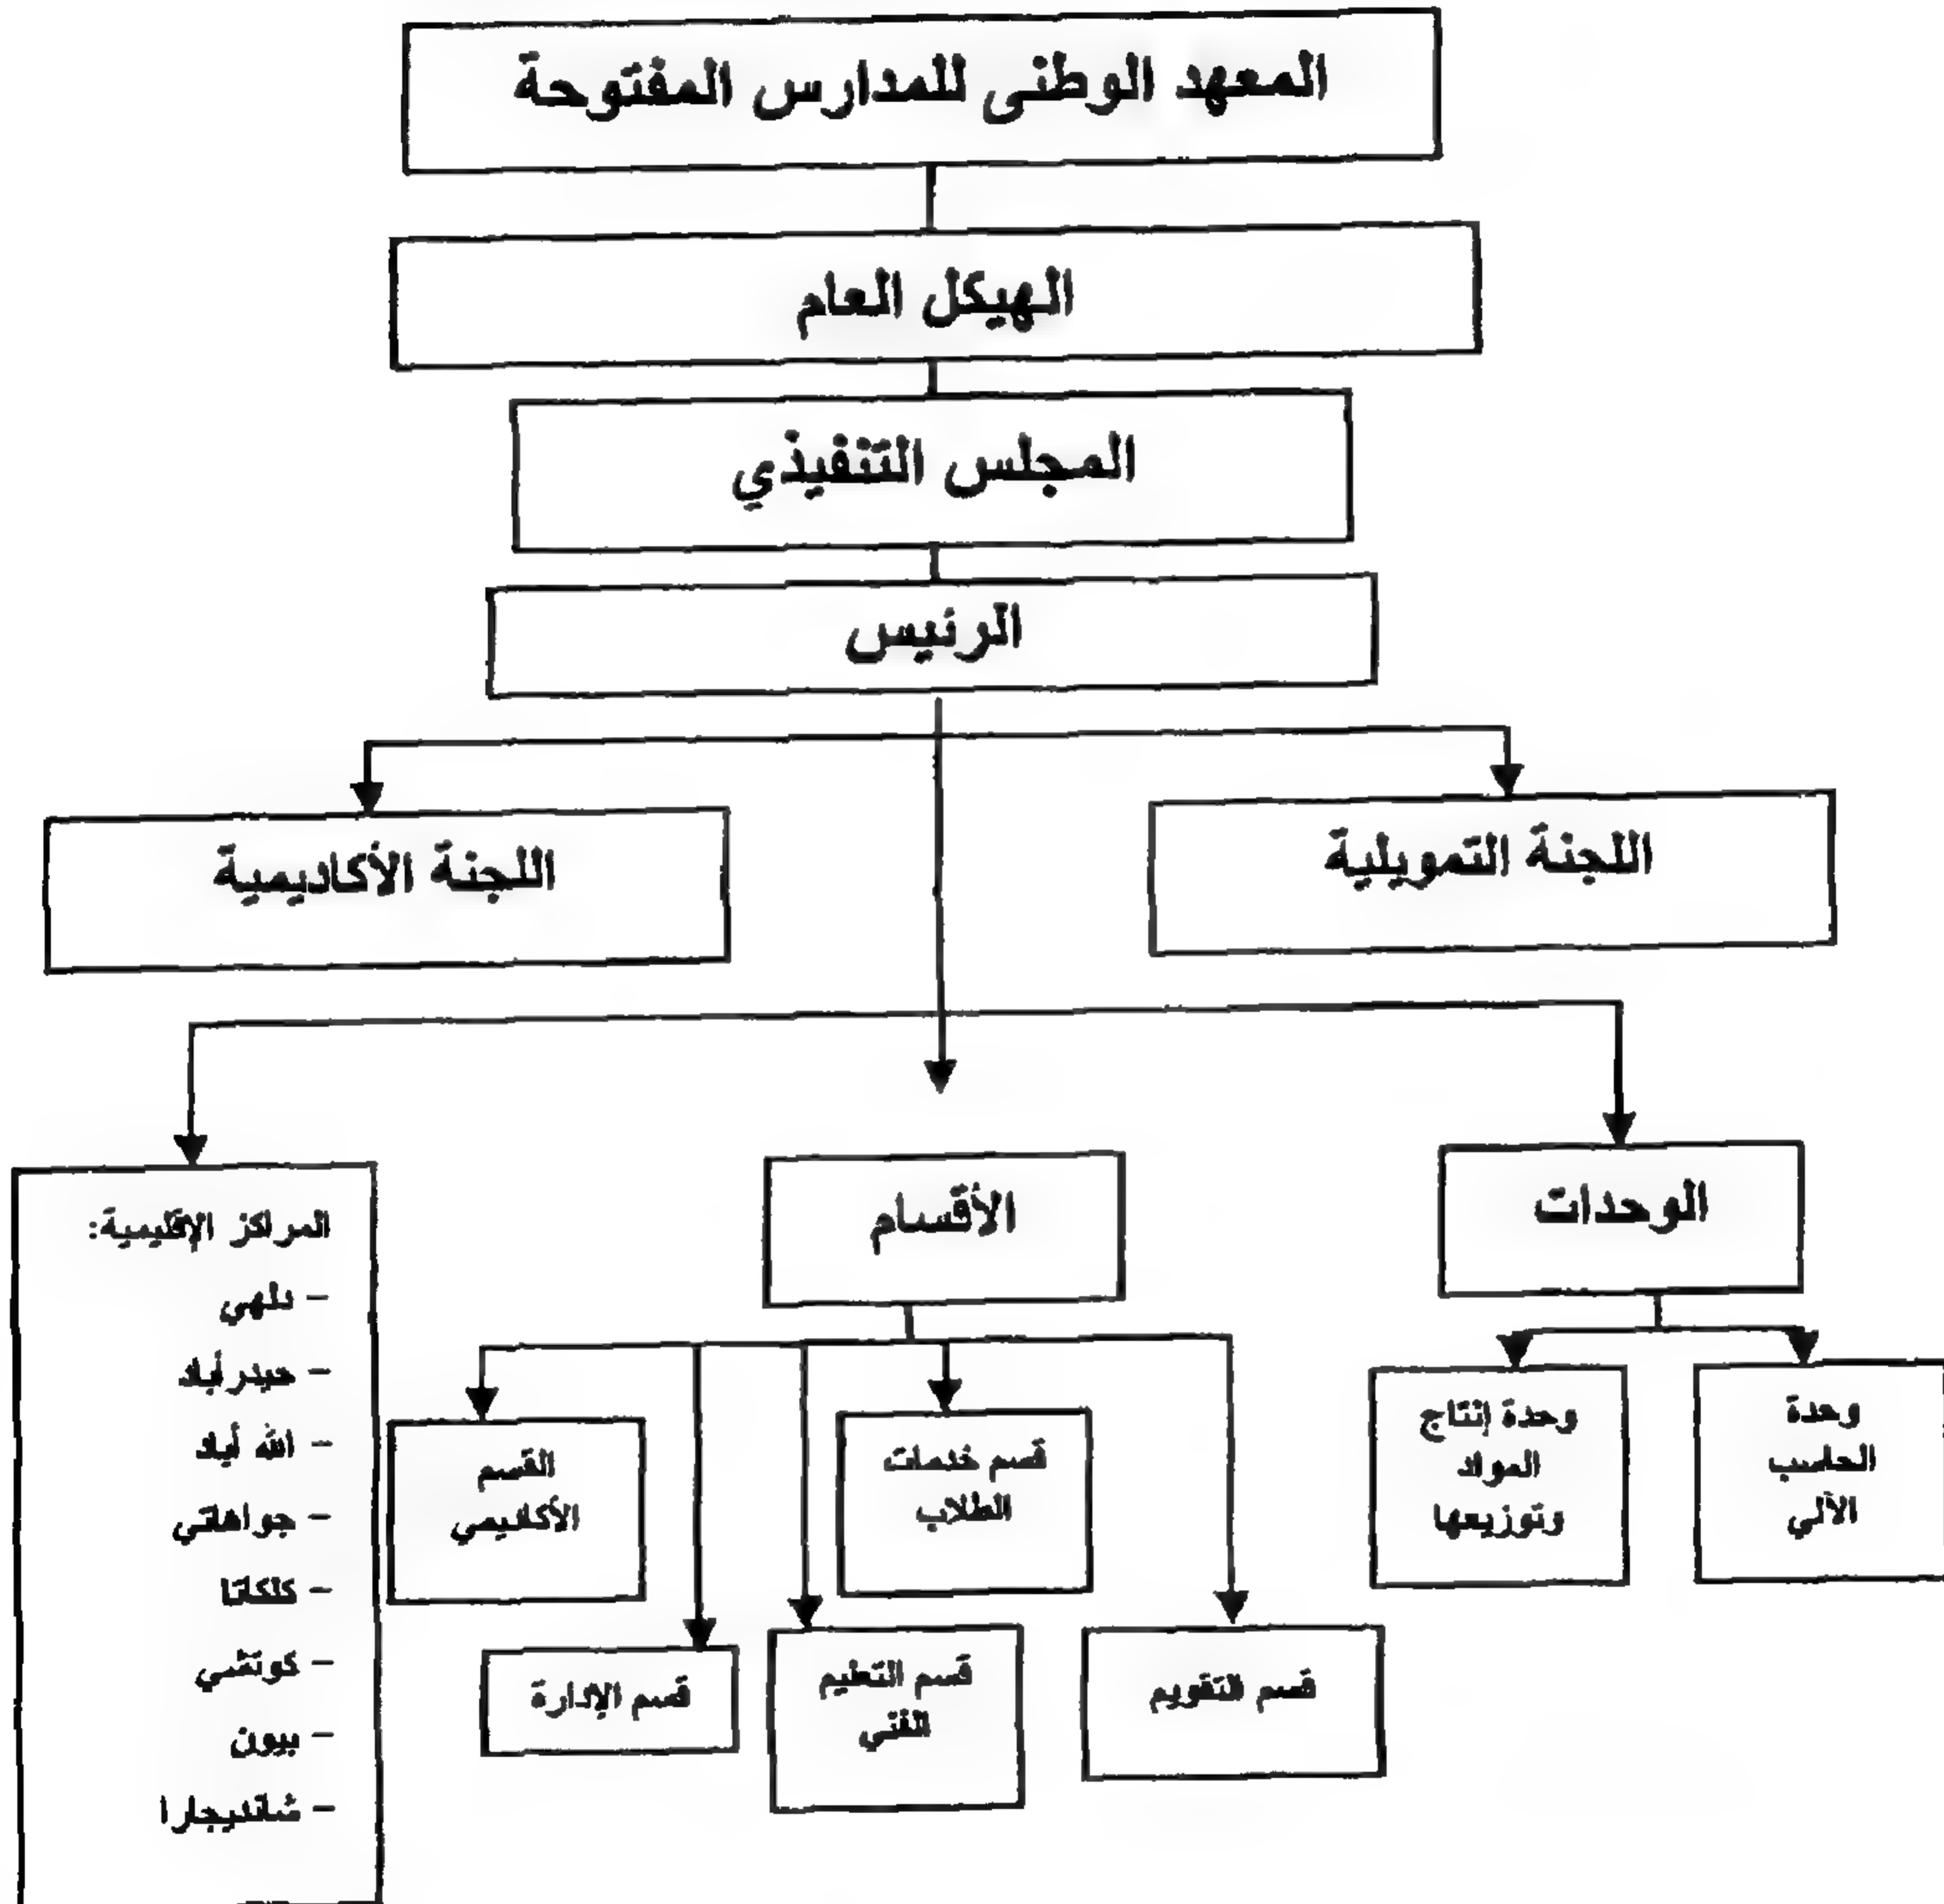 المعهد الوطنى للمدارس المفتوحة
الهيكل العام
المجلس التنفيذي
الرئيس
اللجنة التمويلية
اللجنة الأكاديمية
الوحدات
الأقسام
المراكز الإقليمية:
- دلهي
- حيدر أباد
- الله أباد
- جواهاتي
- كلكاتا
- كوتشي
- بيون
- شانديجارا
وحدة
الحاسب
الآلي
وحدة إنتاج
المواد
وتوزيعها
قسم خدمات
الطلاب
القسم
الأكاديمي
قسم التقويم
قسم التعليم
الفني
قسم الإدارة